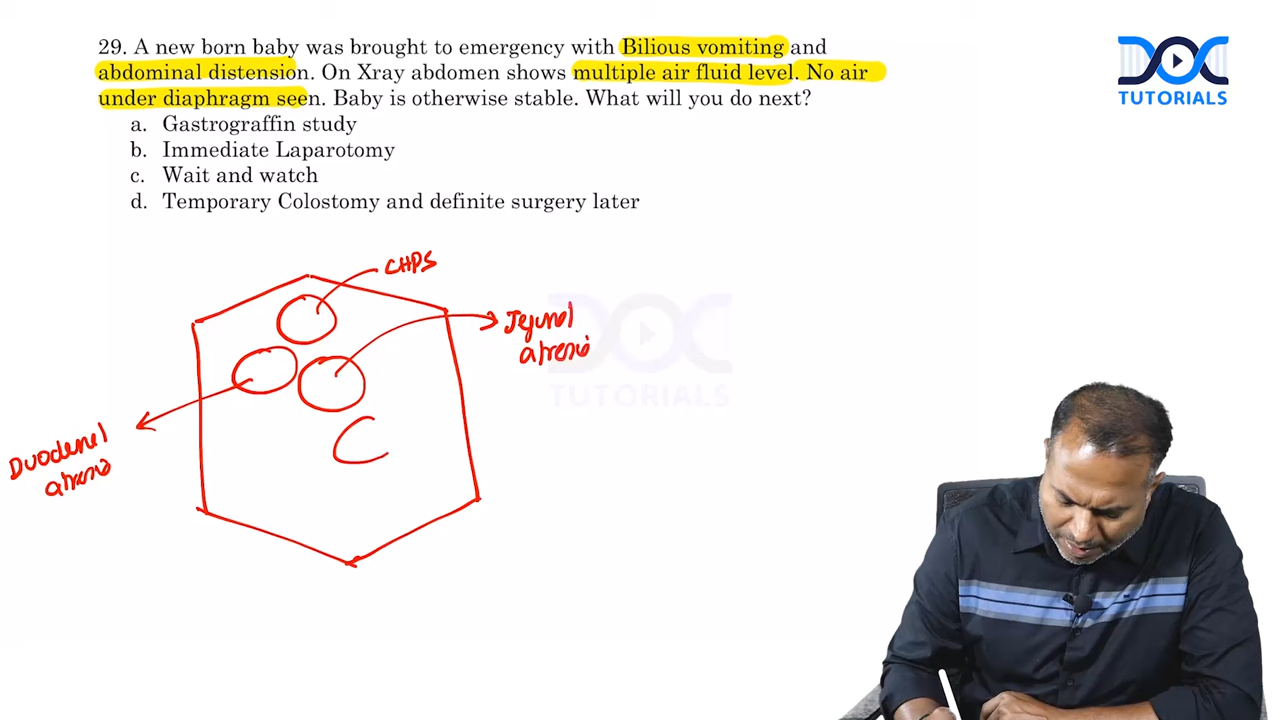 29. A new born baby was brought to emergency with Bilious vomiting and
abdominal distension. On Xray abdomen shows multiple air fluid level. No air
under diaphragm seen. Baby is otherwise stable. What will you do next?
a. Gastrograffin study
b. Immediate Laparotomy
c. Wait and watch
d. Temporary Colostomy and definite surgery later
DOC
TUTORIALS
CHPS
Jejunal
atresia
DOC
TUTORIALS
Duodenal
atresia